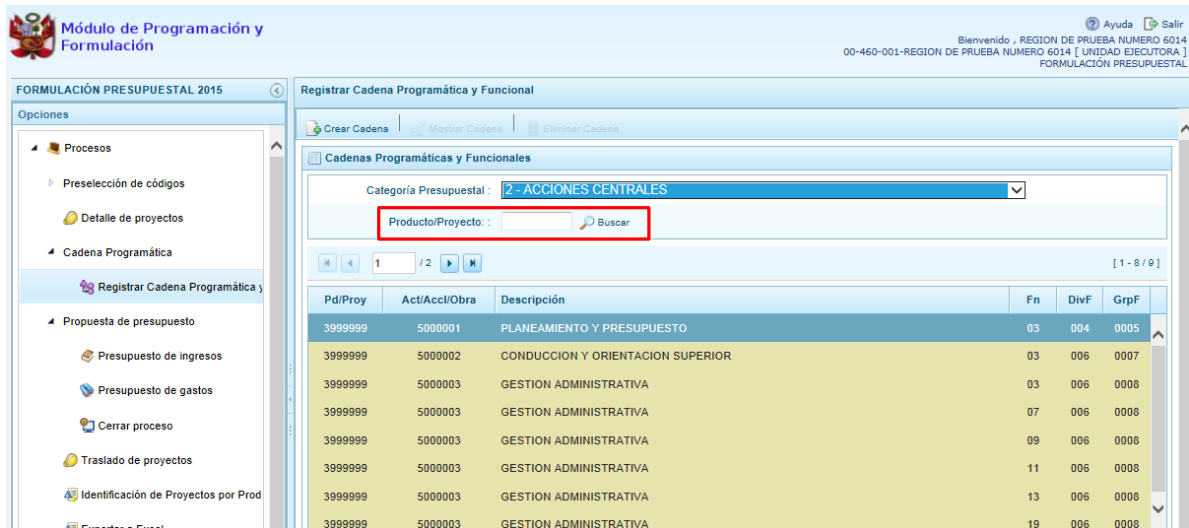 Módulo de Programación y
Formulación
Ayuda Salir
Bienvenido , REGION DE PRUEBA NUMERO 6014
00-460-001-REGION DE PRUEBA NUMERO 6014 [ UNIDAD EJECUTORA ]
FORMULACIÓN PRESUPUESTAL
FORMULACIÓN PRESUPUESTAL 2015
Opciones
Procesos
Preselección de códigos
Detalle de proyectos
Cadena Programática
Registrar Cadena Programática y
Propuesta de presupuesto
Presupuesto de ingresos
Presupuesto de gastos
Cerrar proceso
Traslado de proyectos
Identificación de Proyectos por Prod
Exportar a Excel
Registrar Cadena Programática y Funcional
Crear Cadena Mostrar Cadena Eliminar Cadena
Cadenas Programáticas y Funcionales
Categoría Presupuestal : 2 - ACCIONES CENTRALES
Producto/Proyecto: : Buscar
1 / 2 [ 1 - 8 / 9 ]
Pd/Proy Act/AccI/Obra Descripción Fn DivF GrpF
3999999 5000001 PLANEAMIENTO Y PRESUPUESTO 03 004 0005
3999999 5000002 CONDUCCION Y ORIENTACION SUPERIOR 03 006 0007
3999999 5000003 GESTION ADMINISTRATIVA 03 006 0008
3999999 5000003 GESTION ADMINISTRATIVA 07 006 0008
3999999 5000003 GESTION ADMINISTRATIVA 09 006 0008
3999999 5000003 GESTION ADMINISTRATIVA 11 006 0008
3999999 5000003 GESTION ADMINISTRATIVA 13 006 0008
3999999 5000003 GESTION ADMINISTRATIVA 19 006 0008